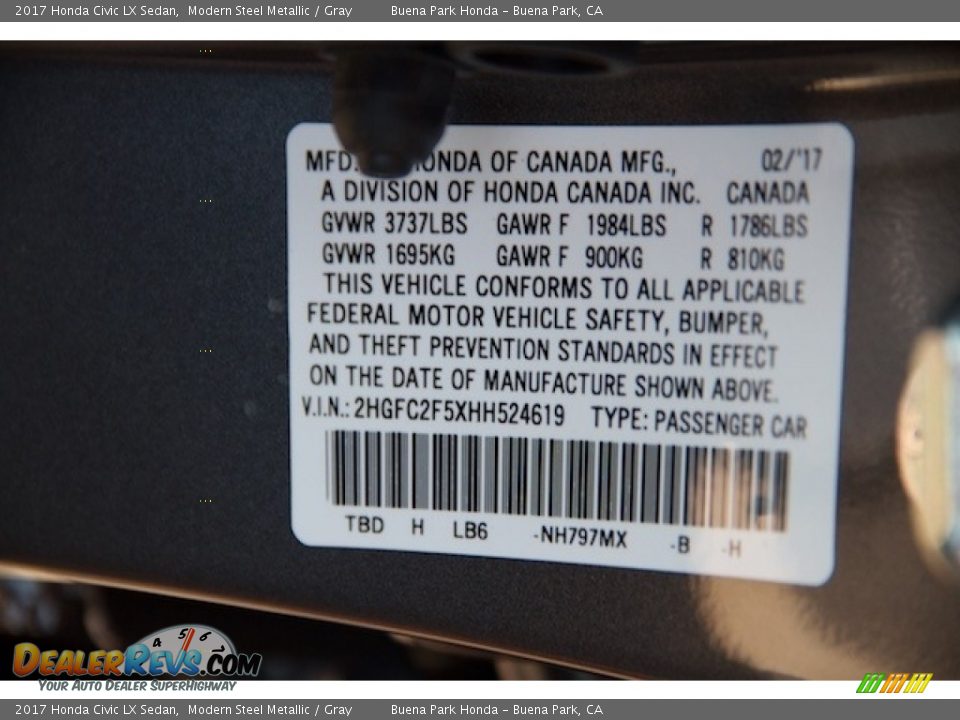 2017 Honda Civic LX Sedan, Modern Steel Metallic / Gray Buena Park Honda – Buena Park, CA
MFD. HONDA OF CANADA MFG., 02/'17
A DIVISION OF HONDA CANADA INC. CANADA
GVWR 3737LBS GAWR F 1984LBS R 1786LBS
GVWR 1695KG GAWR F 900KG R 810KG
THIS VEHICLE CONFORMS TO ALL APPLICABLE
FEDERAL MOTOR VEHICLE SAFETY, BUMPER,
AND THEFT PREVENTION STANDARDS IN EFFECT
ON THE DATE OF MANUFACTURE SHOWN ABOVE.
V.I.N.: 2HGFC2F5XHH524619 TYPE: PASSENGER CAR
TBD H LB6 -NH797MX -B -H
4 5 6
DEALERREVS.COM
YOUR AUTO DEALER SUPERHIGHWAY
2017 Honda Civic LX Sedan, Modern Steel Metallic / Gray Buena Park Honda – Buena Park, CA